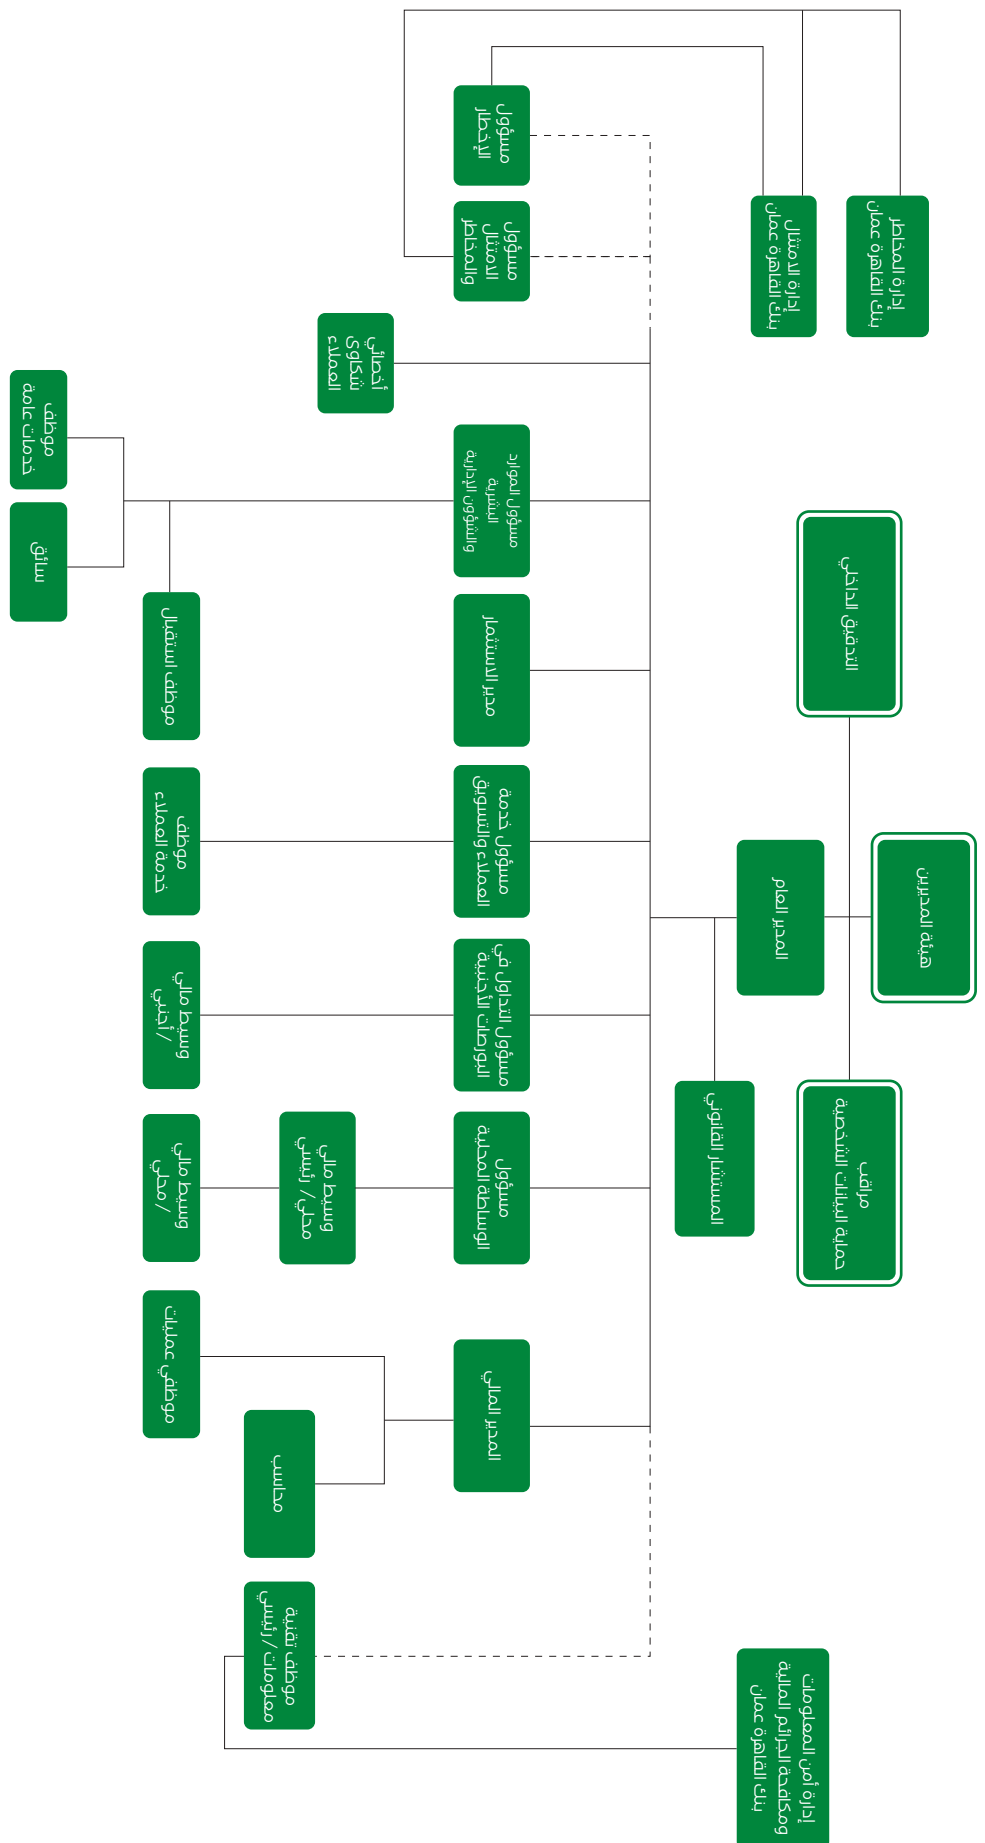 هيئة المديرين
مراقب
حماية البيانات الشخصية
التدقيق الداخلي
إدارة المخاطر
بنك القاهرة عمان
إدارة الامتثال
بنك القاهرة عمان
إدارة أمن المعلومات
ومكافحة الجرائم المالية
بنك القاهرة عمان
المدير العام
المستشار القانوني
المدير المالي
مسؤول
الوساطة المحلية
مسؤول التداول في
البورصات الأجنبية
مسؤول خدمة
العملاء والتسويق
مدير الاستثمار
مسؤول الموارد
البشرية
والشؤون الإدارية
مسؤول
الامتثال
والمخاطر
مسؤول
الإخطار
أخصائي
شكاوى
العملاء
موظف تقنية
معلومات / رئيسي
محاسب
وسيط مالي
محلي / رئيسي
موظفي عمليات
وسيط مالي
/ محلي
وسيط مالي
/ أجنبي
موظف
خدمة العملاء
موظف استقبال
سائق
موظف
خدمات عامة